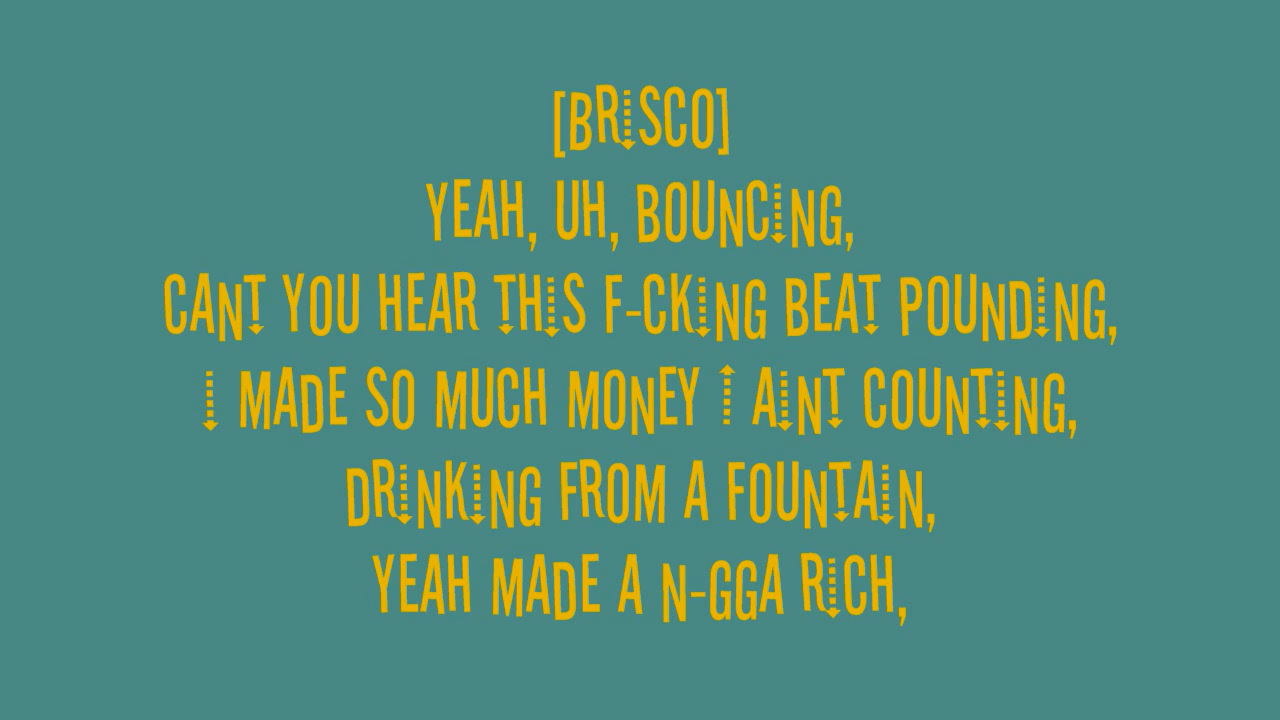 [BRISCO]
YEAH, UH, BOUNCING,
CANT YOU HEAR THIS F-CKING BEAT POUNDING,
I MADE SO MUCH MONEY I AINT COUNTING,
DRINKING FROM A FOUNTAIN,
YEAH MADE A N-GGA RICH,